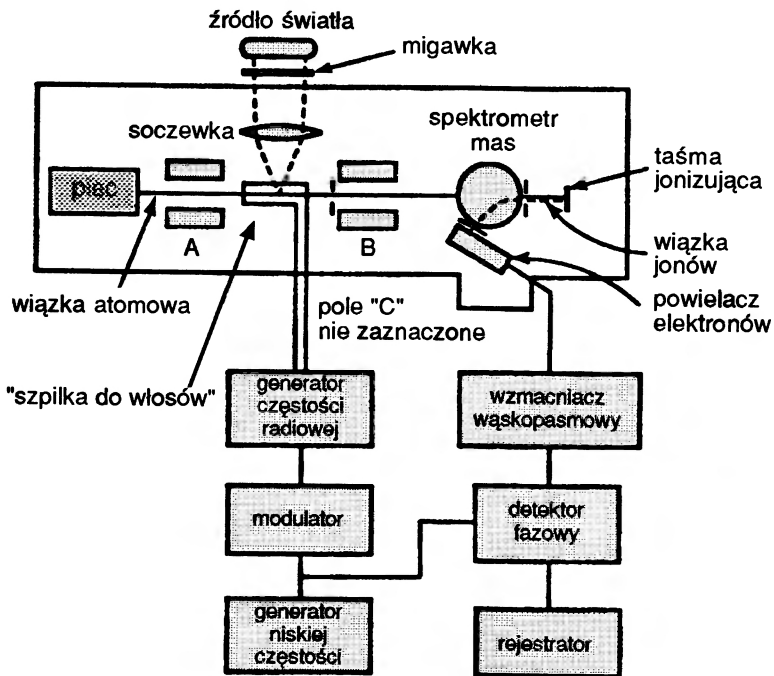 źródło światła
migawka
soczewka
spektrometr
mas
taśma
jonizująca
piec
A
B
wiązka
jonów
wiązka atomowa
pole "C"
nie zaznaczone
powielacz
elektronów
"szpilka do włosów"
generator
częstości
radiowej
wzmacniacz
wąskopasmowy
modulator
detektor
fazowy
generator
niskiej
częstości
rejestrator